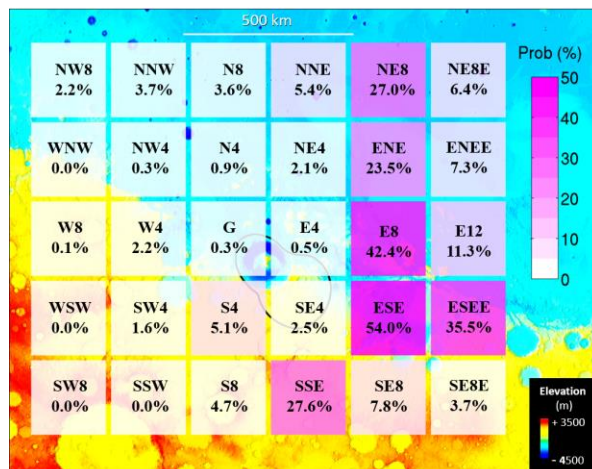 500 km
Prob (%)
NW8 NNW N8 NNE NE8 NE8E
2.2% 3.7% 3.6% 5.4% 27.0% 6.4%
WNW NW4 N4 NE4 ENE ENEE
0.0% 0.3% 0.9% 2.1% 23.5% 7.3%
W8 W4 G E4 E8 E12
0.1% 2.2% 0.3% 0.5% 42.4% 11.3%
WSW SW4 S4 SE4 ESE ESEE
0.0% 1.6% 5.1% 2.5% 54.0% 35.5%
SW8 SSW S8 SSE SE8 SE8E
0.0% 0.0% 4.7% 27.6% 7.8% 3.7%
50
40
30
20
10
0
Elevation
(m)
+ 3500
- 4500